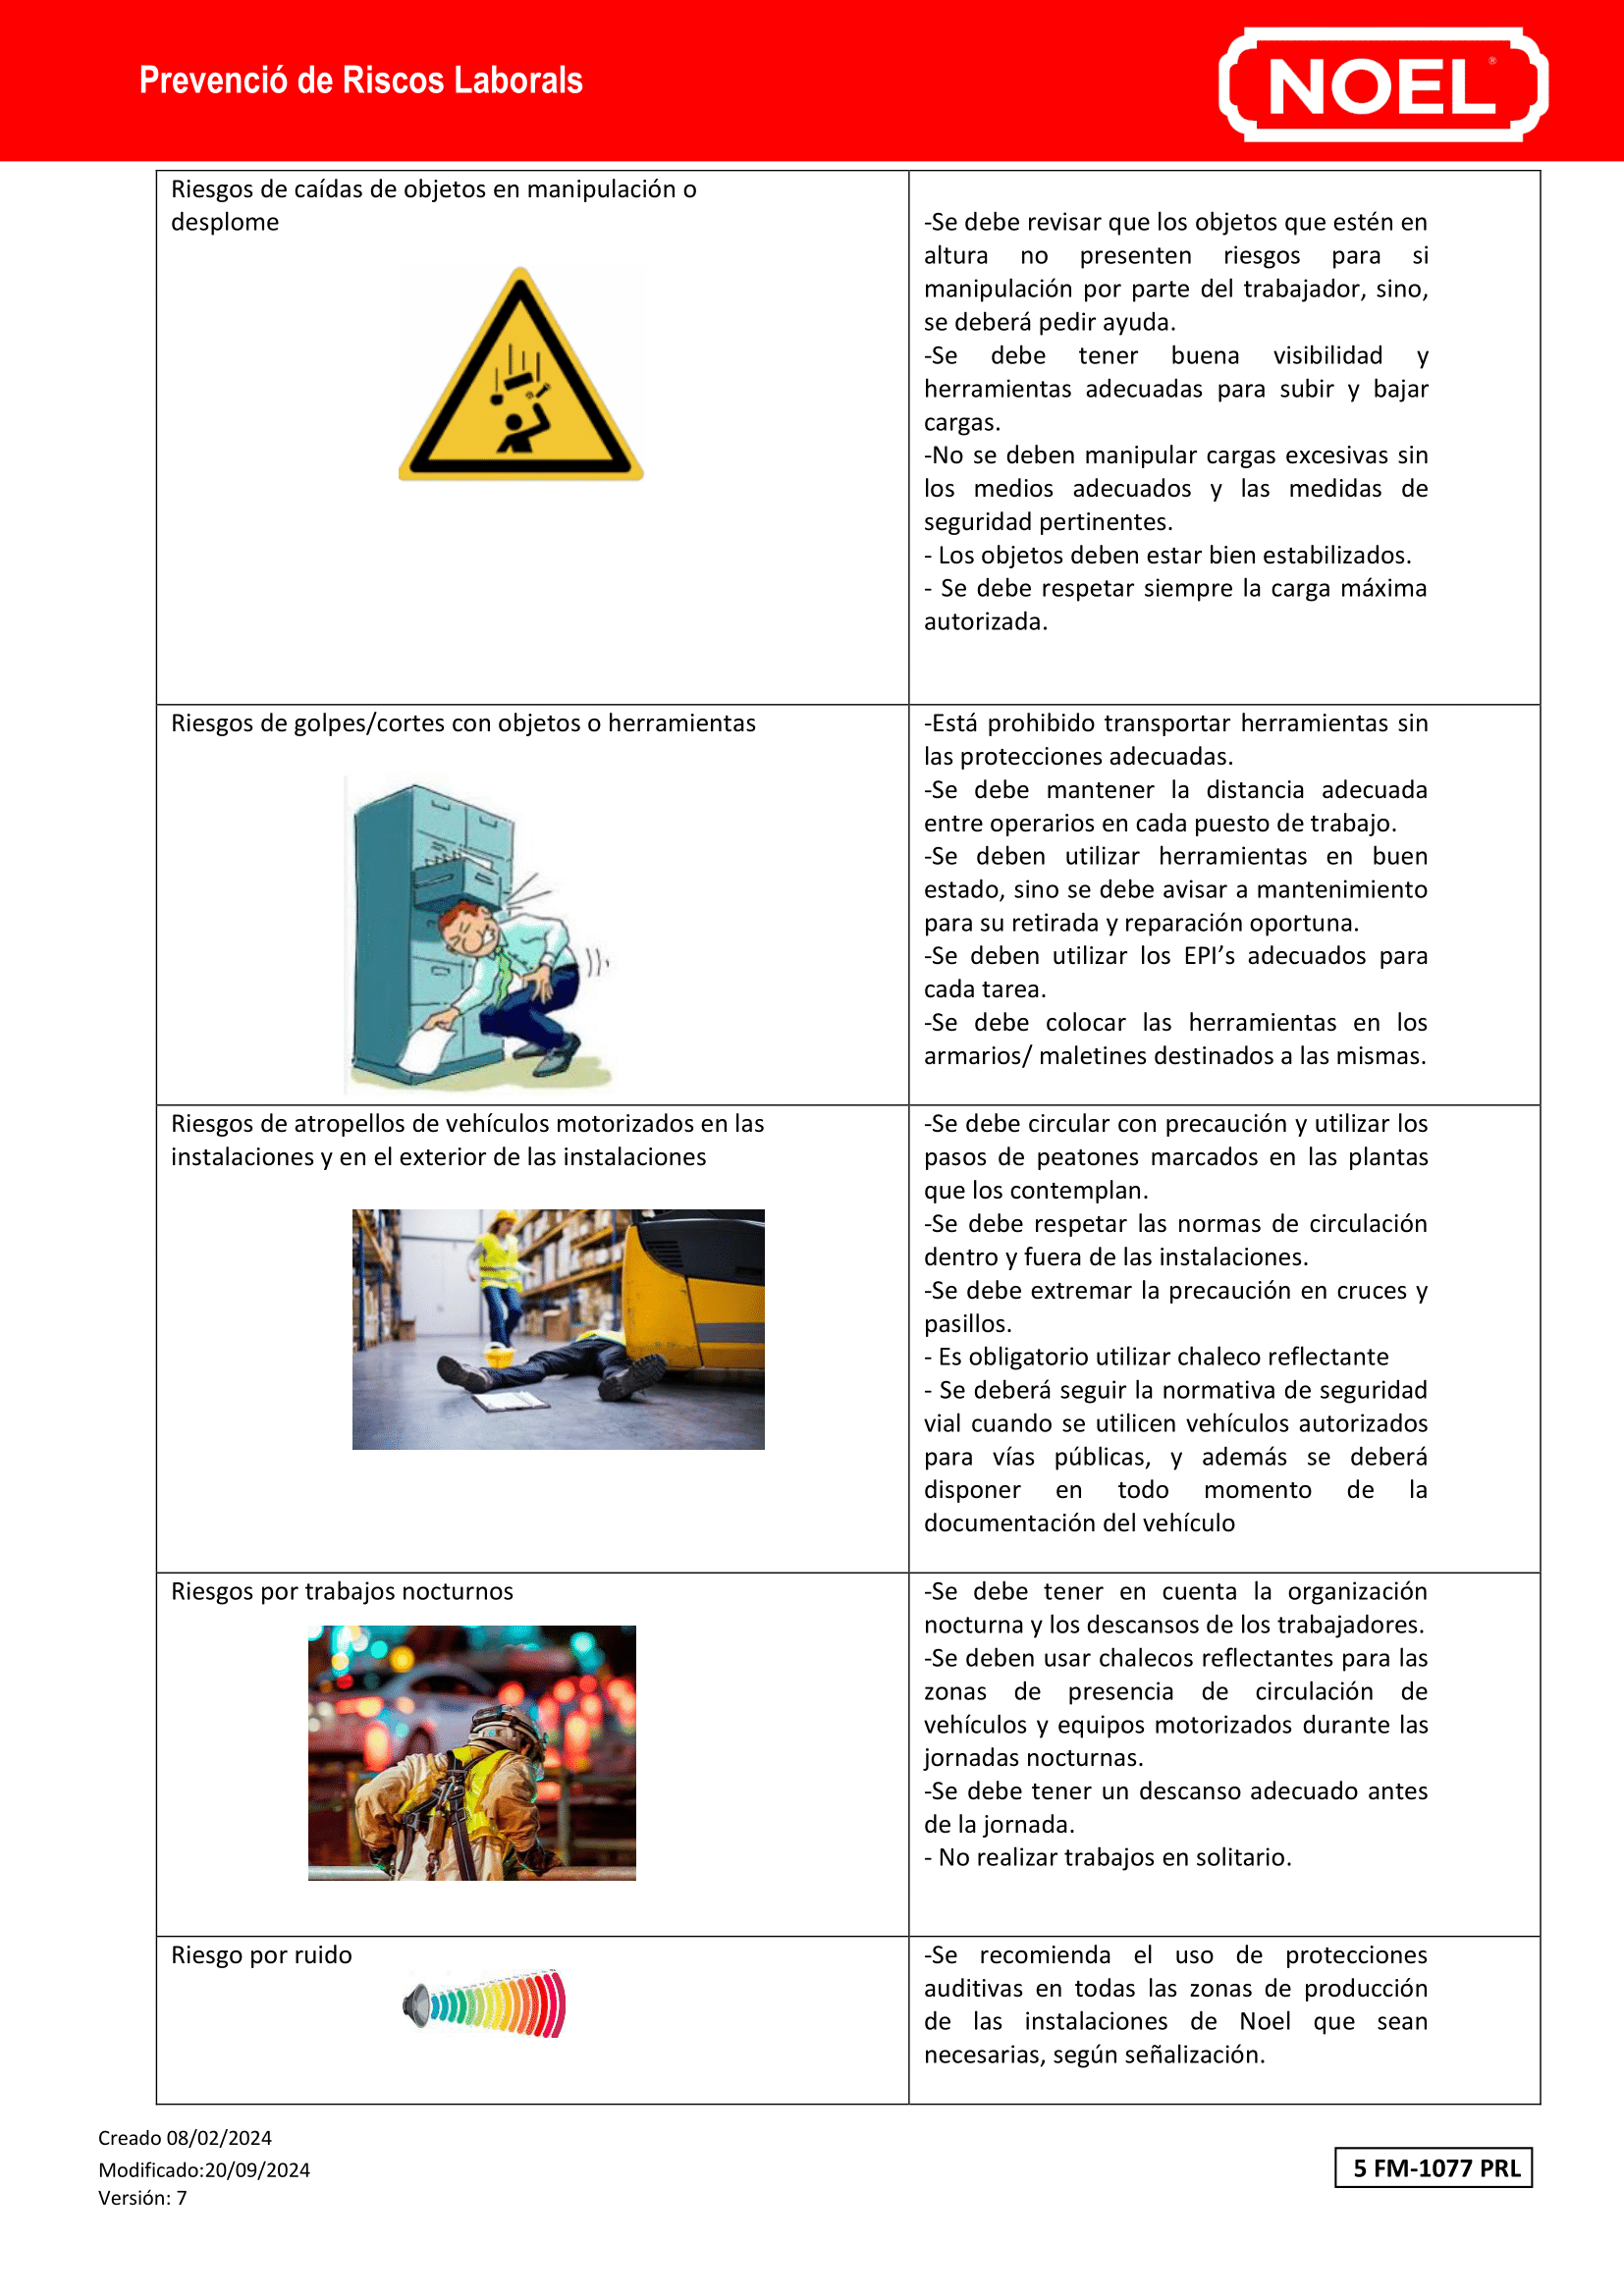 Prevenció de Riscos Laborals
NOEL®
Riesgos de caídas de objetos en manipulación o
desplome
-Se debe revisar que los objetos que estén en
altura no presenten riesgos para si
manipulación por parte del trabajador, sino,
se deberá pedir ayuda.
-Se debe tener buena visibilidad y
herramientas adecuadas para subir y bajar
cargas.
-No se deben manipular cargas excesivas sin
los medios adecuados y las medidas de
seguridad pertinentes.
- Los objetos deben estar bien estabilizados.
- Se debe respetar siempre la carga máxima
autorizada.
Riesgos de golpes/cortes con objetos o herramientas
-Está prohibido transportar herramientas sin
las protecciones adecuadas.
-Se debe mantener la distancia adecuada
entre operarios en cada puesto de trabajo.
-Se deben utilizar herramientas en buen
estado, sino se debe avisar a mantenimiento
para su retirada y reparación oportuna.
-Se deben utilizar los EPI’s adecuados para
cada tarea.
-Se debe colocar las herramientas en los
armarios/ maletines destinados a las mismas.
Riesgos de atropellos de vehículos motorizados en las
instalaciones y en el exterior de las instalaciones
-Se debe circular con precaución y utilizar los
pasos de peatones marcados en las plantas
que los contemplan.
-Se debe respetar las normas de circulación
dentro y fuera de las instalaciones.
-Se debe extremar la precaución en cruces y
pasillos.
- Es obligatorio utilizar chaleco reflectante
- Se deberá seguir la normativa de seguridad
vial cuando se utilicen vehículos autorizados
para vías públicas, y además se deberá
disponer en todo momento de la
documentación del vehículo
Riesgos por trabajos nocturnos
-Se debe tener en cuenta la organización
nocturna y los descansos de los trabajadores.
-Se deben usar chalecos reflectantes para las
zonas de presencia de circulación de
vehículos y equipos motorizados durante las
jornadas nocturnas.
-Se debe tener un descanso adecuado antes
de la jornada.
- No realizar trabajos en solitario.
Riesgo por ruido
-Se recomienda el uso de protecciones
auditivas en todas las zonas de producción
de las instalaciones de Noel que sean
necesarias, según señalización.
Creado 08/02/2024
Modificado:20/09/2024
Versión: 7
5 FM-1077 PRL